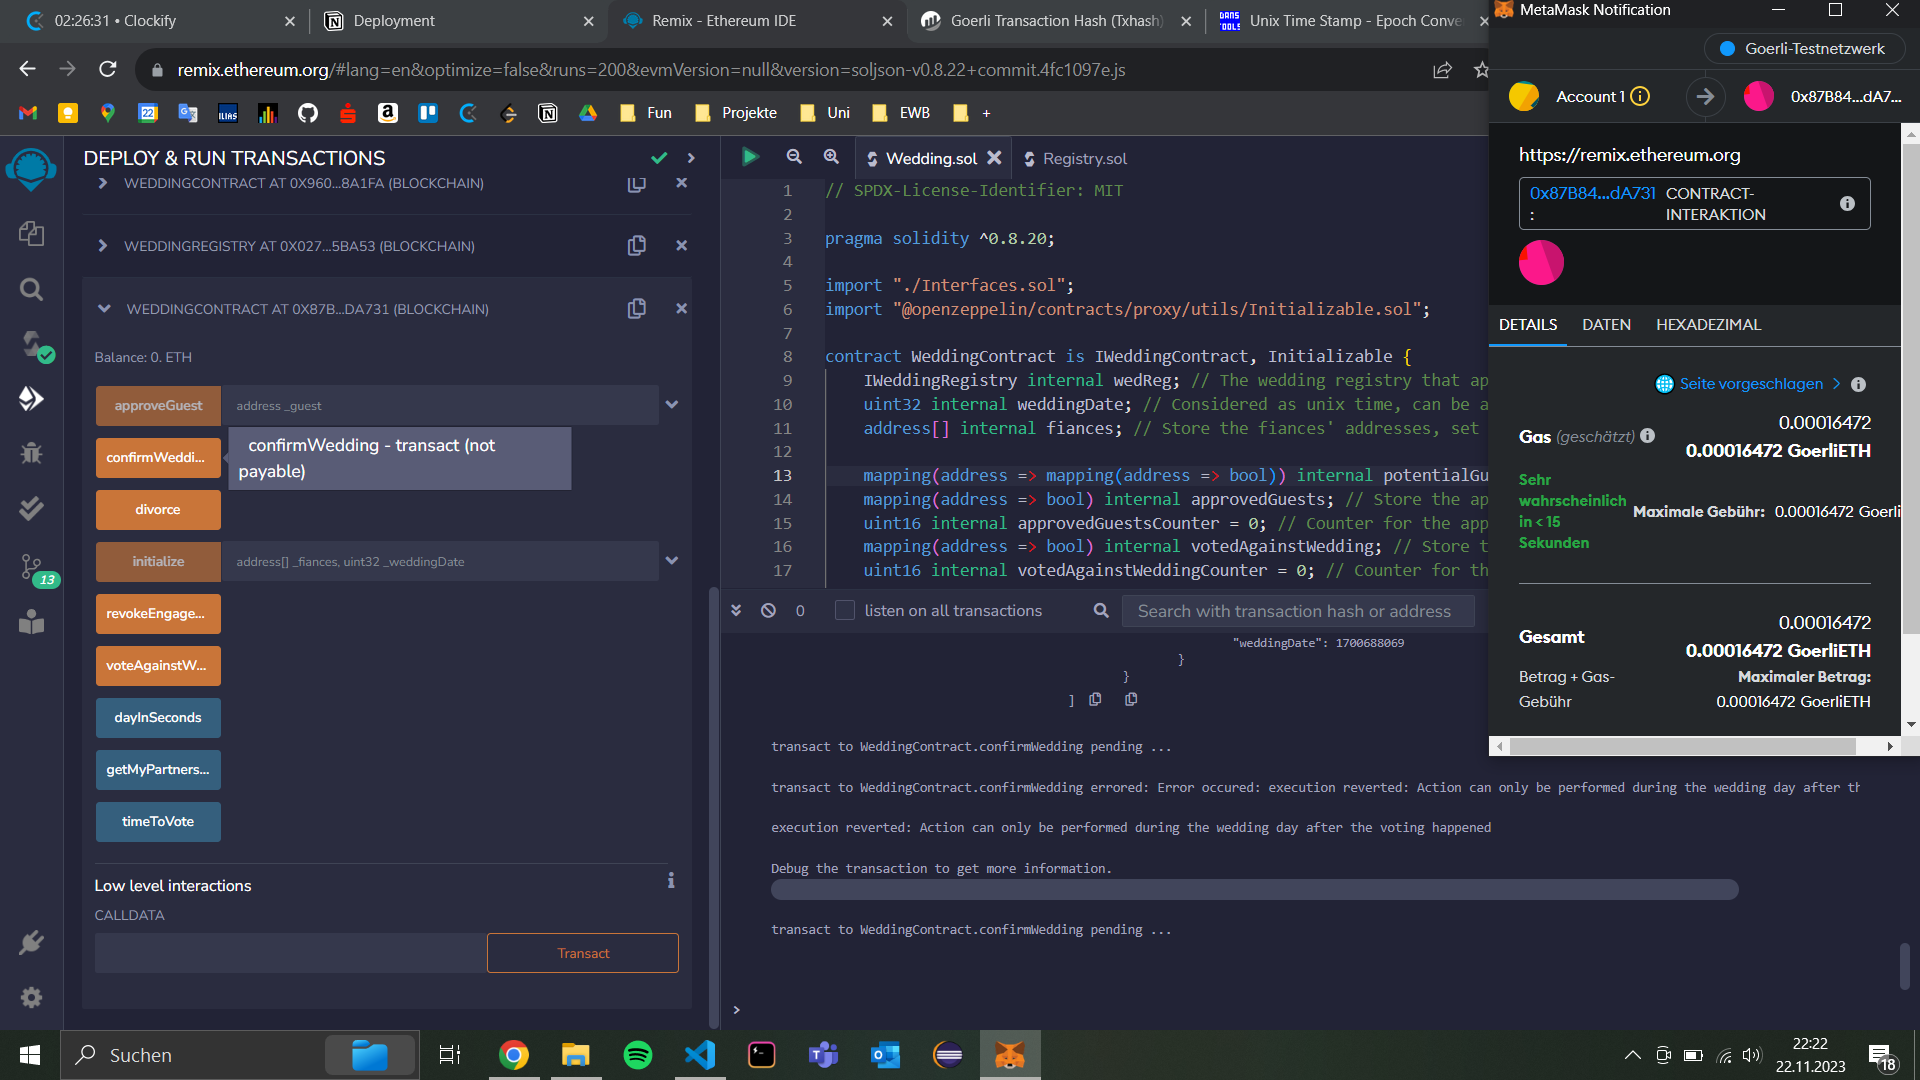 02:26:31 • Clockify
Deployment
Remix - Ethereum IDE
Goerli Transaction Hash (Txhash)
Unix Time Stamp - Epoch Conve
MetaMask Notification
remix.ethereum.org/#lang=en&optimize=false&runs=200&evmVersion=null&version=soljson-v0.8.22+commit.4fc1097e.js
Fun
Projekte
Uni
EWB
+
DEPLOY & RUN TRANSACTIONS
WEDDINGCONTRACT AT 0X960...8A1FA (BLOCKCHAIN)
WEDDINGREGISTRY AT 0X027...5BA53 (BLOCKCHAIN)
WEDDINGCONTRACT AT 0X87B...DA731 (BLOCKCHAIN)
Balance: 0. ETH
approveGuest
address _guest
confirmWeddi...
confirmWedding - transact (not
payable)
divorce
initialize
address[] _fiances, uint32 _weddingDate
revokeEngage...
voteAgainstW...
dayInSeconds
getMyPartners...
timeToVote
Low level interactions
CALLDATA
Transact
13
Wedding.sol
Registry.sol
1 // SPDX-License-Identifier: MIT
2
3 pragma solidity ^0.8.20;
4
5 import "./Interfaces.sol";
6 import "@openzeppelin/contracts/proxy/utils/Initializable.sol";
7
8 contract WeddingContract is IWeddingContract, Initializable {
9 IWeddingRegistry internal wedReg; // The wedding registry that ap
10 uint32 internal weddingDate; // Considered as unix time, can be a
11 address[] internal fiances; // Store the fiances' addresses, set
12
13 mapping(address => mapping(address => bool)) internal potentialGu
14 mapping(address => bool) internal approvedGuests; // Store the ap
15 uint16 internal approvedGuestsCounter = 0; // Counter for the app
16 mapping(address => bool) internal votedAgainstWedding; // Store t
17 uint16 internal votedAgainstWeddingCounter = 0; // Counter for th
0
listen on all transactions
Search with transaction hash or address
"weddingDate": 1700688069
}
}
]
transact to WeddingContract.confirmWedding pending ...
transact to WeddingContract.confirmWedding errored: Error occured: execution reverted: Action can only be performed during the wedding day after th
execution reverted: Action can only be performed during the wedding day after the voting happened
Debug the transaction to get more information.
transact to WeddingContract.confirmWedding pending ...
>
Goerli-Testnetzwerk
Account 1
0x87B84...dA7...
https://remix.ethereum.org
0x87B84...dA731
:
CONTRACT-
INTERAKTION
DETAILS
DATEN
HEXADEZIMAL
Seite vorgeschlagen >
Gas (geschätzt)
0.00016472
0.00016472 GoerliETH
Sehr
wahrscheinlich
in < 15
Sekunden
Maximale Gebühr: 0.00016472 Goerli
Gesamt
0.00016472
0.00016472 GoerliETH
Betrag + Gas-
Gebühr
Maximaler Betrag:
0.00016472 GoerliETH
Suchen
22:22
22.11.2023
18